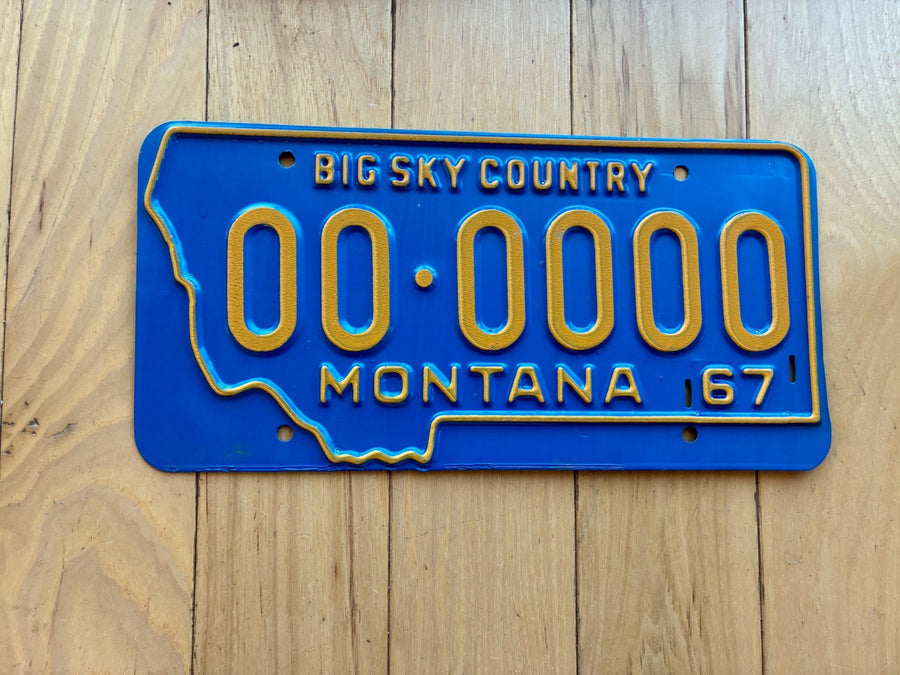 BIG SKY COUNTRY
00·0000
MONTANA 67